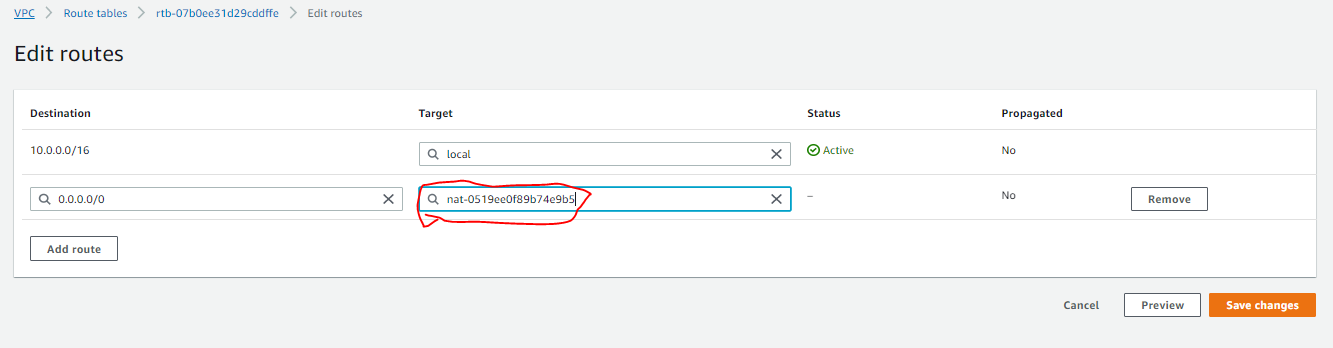 VPC > Route tables > rtb-07b0ee31d29cddffe > Edit routes
Edit routes
Destination Target Status Propagated
10.0.0.0/16 local Active No
0.0.0.0/0 nat-0519ee0f89b74e9b5 – No Remove
Add route
Cancel Preview Save changes